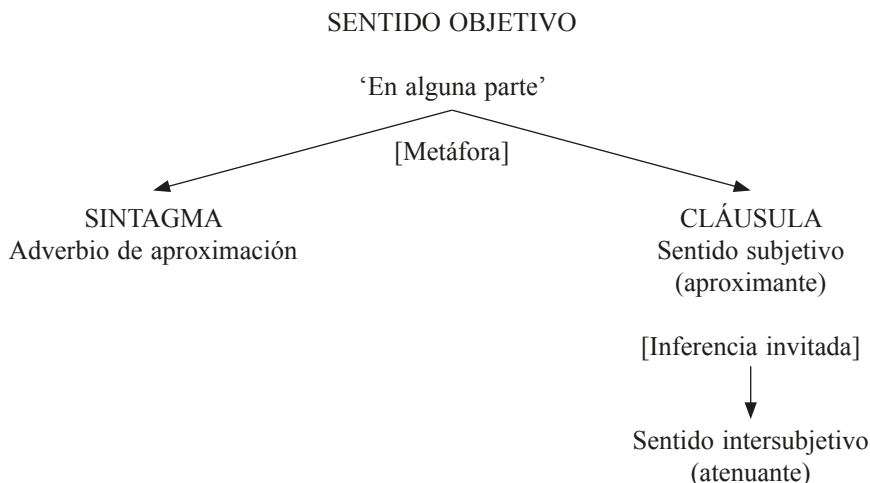 SENTIDO OBJETIVO
‘En alguna parte’
[Metáfora]
SINTAGMA
Adverbio de aproximación
CLÁUSULA
Sentido subjetivo
(aproximante)
[Inferencia invitada]
Sentido intersubjetivo
(atenuante)